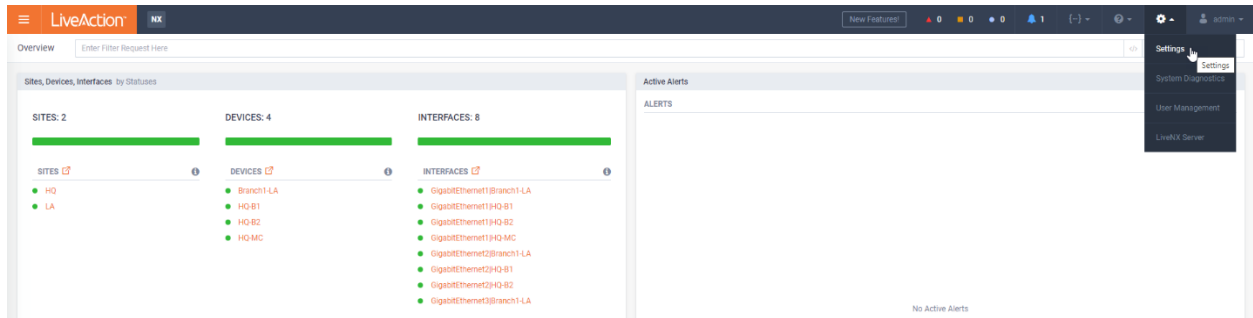 LiveAction NX New Features! 0 0 0 1 {--} admin
Overview Enter Filter Request Here </>
Settings
Settings
System Diagnostics
User Management
LiveNX Server
Sites, Devices, Interfaces by Statuses
SITES: 2 DEVICES: 4 INTERFACES: 8
SITES DEVICES INTERFACES
HQ Branch1-LA GigabitEthernet1|Branch1-LA
LA HQ-B1 GigabitEthernet1|HQ-B1
HQ-B2 GigabitEthernet1|HQ-B2
HQ-MC GigabitEthernet1|HQ-MC
GigabitEthernet2|Branch1-LA
GigabitEthernet2|HQ-B1
GigabitEthernet2|HQ-B2
GigabitEthernet3|Branch1-LA
Active Alerts
ALERTS
No Active Alerts